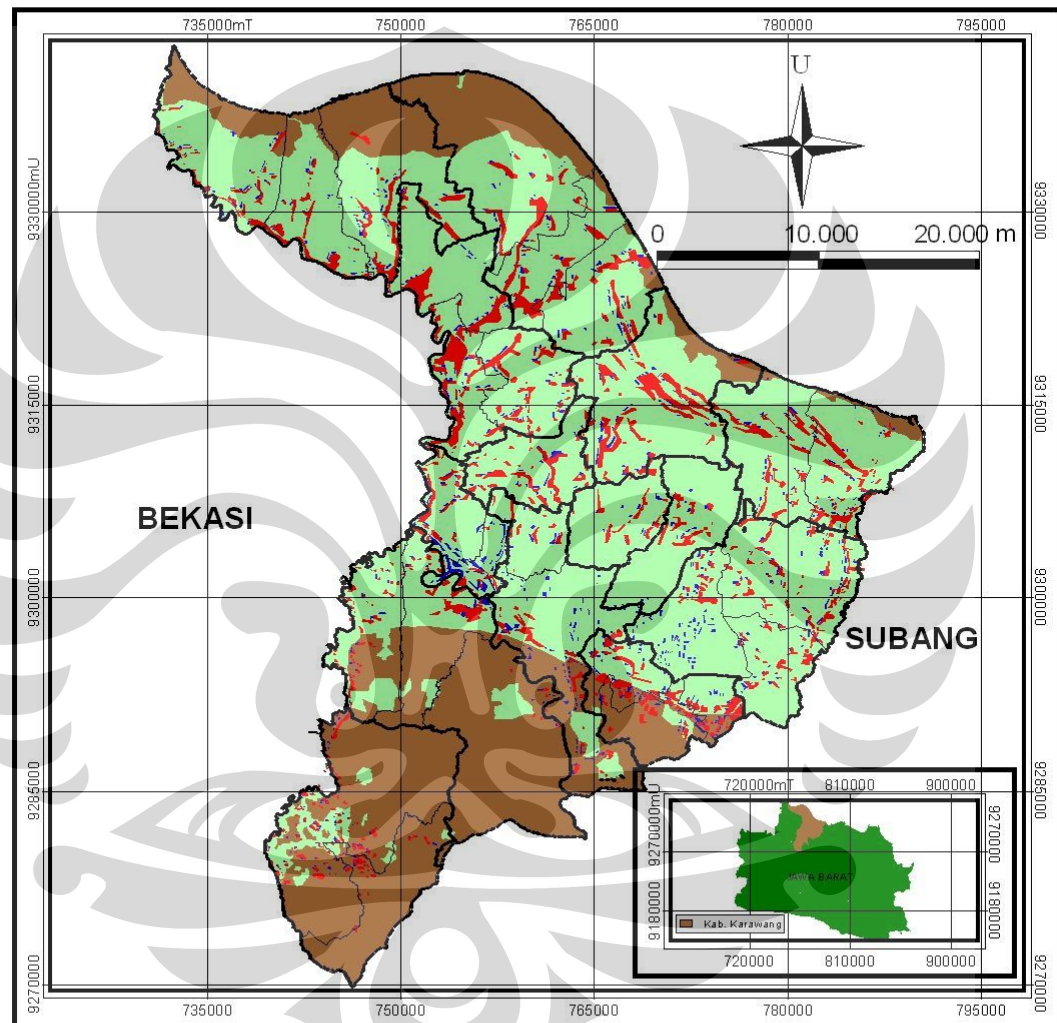 735000mT 750000 765000 780000 795000
U
9330000mU
9330000
0 10.000 20.000 m
9315000
9315000
BEKASI
9300000
9300000
SUBANG
9285000
9285000
720000mT 810000 900000
9270000mU
9270000
JAWA BARAT
9180000
9180000
Kab. Karawang
720000 810000 900000
9270000
9270000
735000 750000 765000 780000 795000